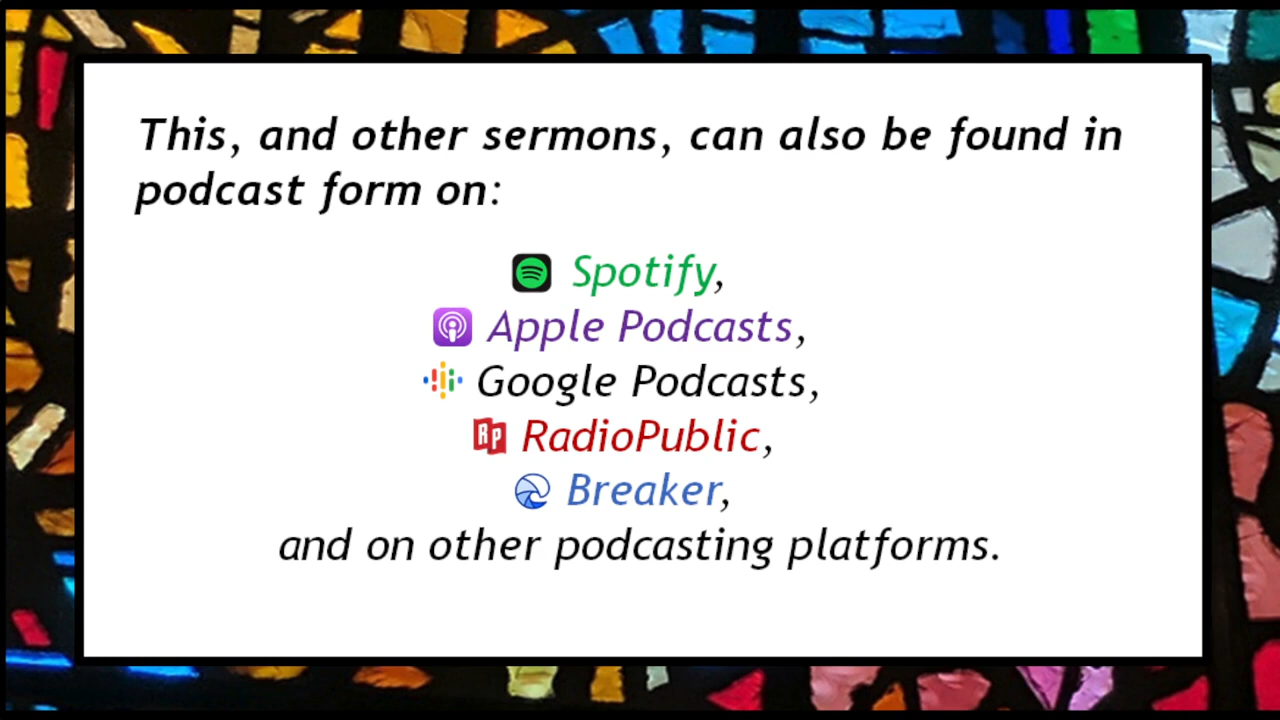 This, and other sermons, can also be found in
podcast form on:
Spotify,
Apple Podcasts,
Google Podcasts,
RP RadioPublic,
Breaker,
and on other podcasting platforms.